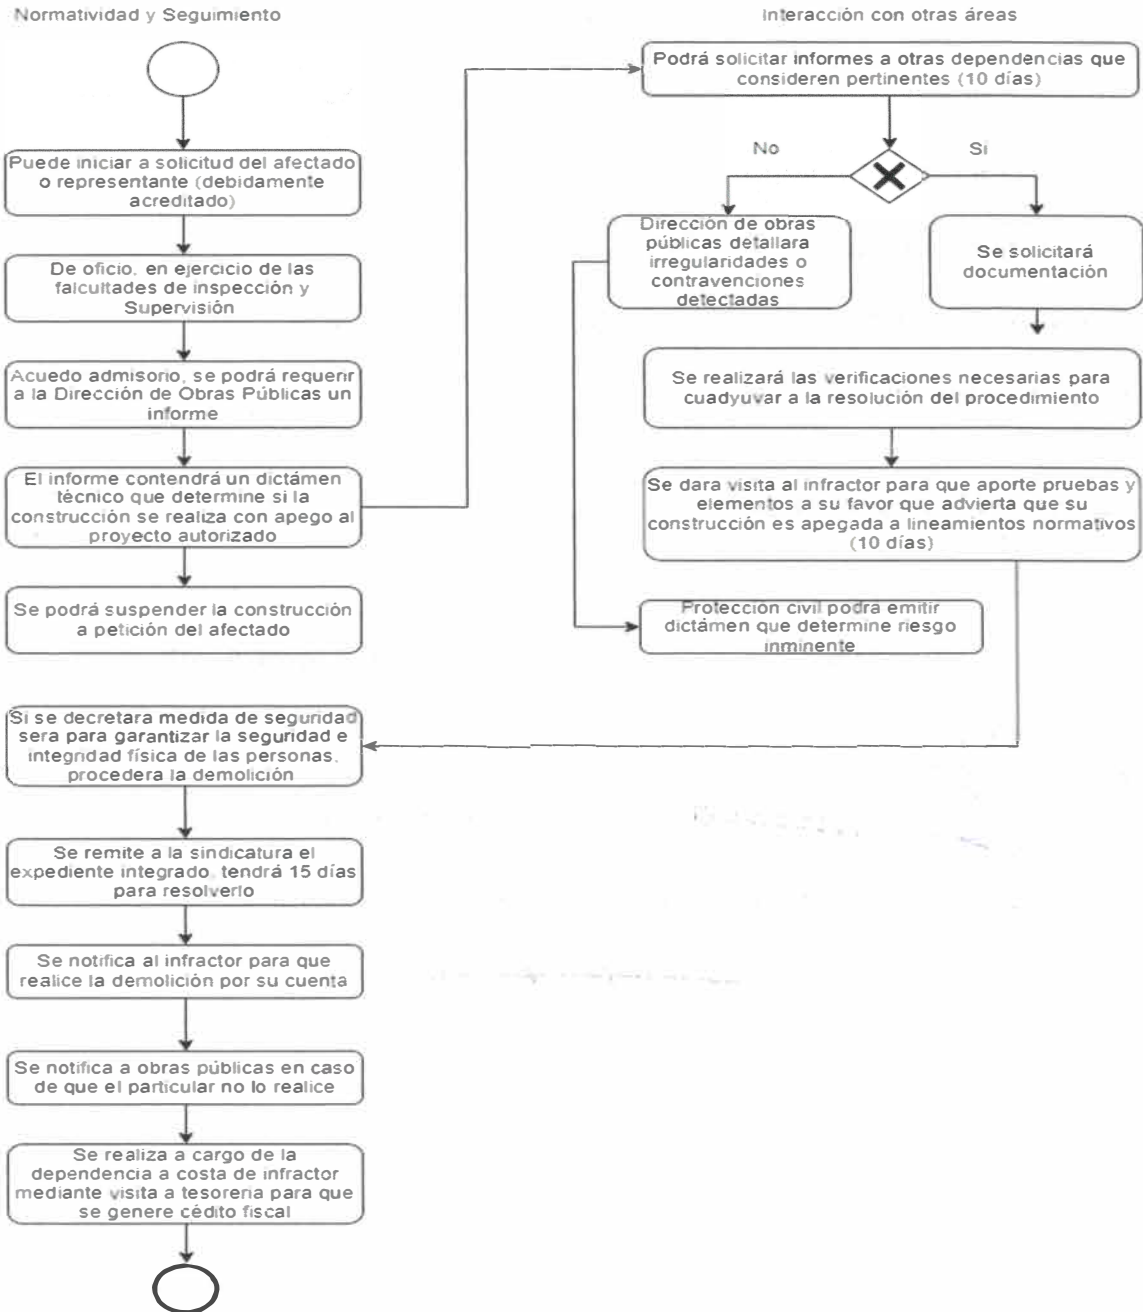 Normatividad y Seguimiento
Puede iniciar a solicitud del afectado
o representante (debidamente
acreditado)
De oficio, en ejercicio de las
falcultades de inspección y
Supervisión
Acuedo admisorio, se podrá requerir
a la Dirección de Obras Públicas un
informe
El informe contendrá un dictámen
técnico que determine si la
construcción se realiza con apego al
proyecto autorizado
Se podrá suspender la construcción
a petición del afectado
Interacción con otras áreas
Podrá solicitar informes a otras dependencias que
consideren pertinentes (10 días)
No
Si
Dirección de obras
públicas detallara
irregularidades o
contravenciones
detectadas
Se solicitará
documentación
Se realizará las verificaciones necesarias para
cuadyuvar a la resolución del procedimiento
Se dara visita al infractor para que aporte pruebas y
elementos a su favor que advierta que su
construcción es apegada a lineamientos normativos
(10 días)
Protección civil podrá emitir
dictámen que determine riesgo
inminente
Si se decretara medida de seguridad
sera para garantizar la seguridad e
integridad física de las personas,
procedera la demolición
Se remite a la sindicatura el
expediente integrado, tendrá 15 días
para resolverlo
Se notifica al infractor para que
realice la demolición por su cuenta
Se notifica a obras públicas en caso
de que el particular no lo realice
Se realiza a cargo de la
dependencia a costa de infractor
mediante visita a tesoreria para que
se genere cédito fiscal